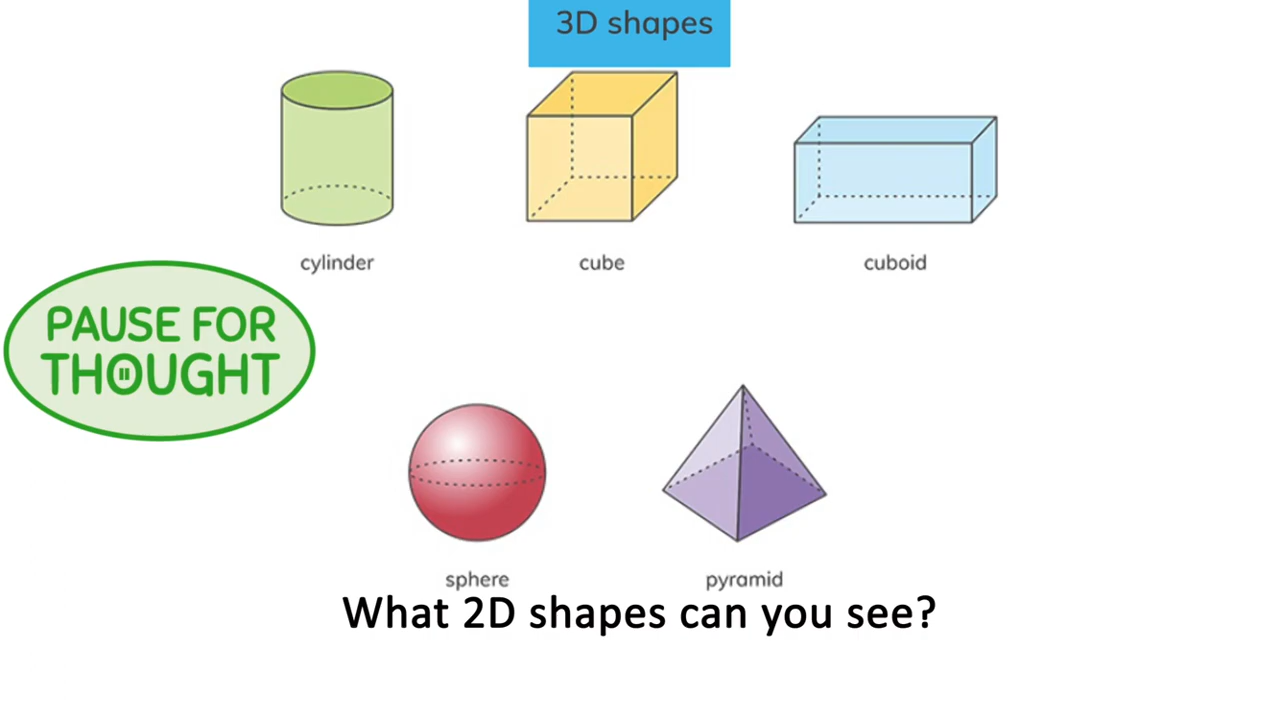 3D shapes
cylinder
cube
cuboid
PAUSE FOR
THOUGHT
sphere
pyramid
What 2D shapes can you see?